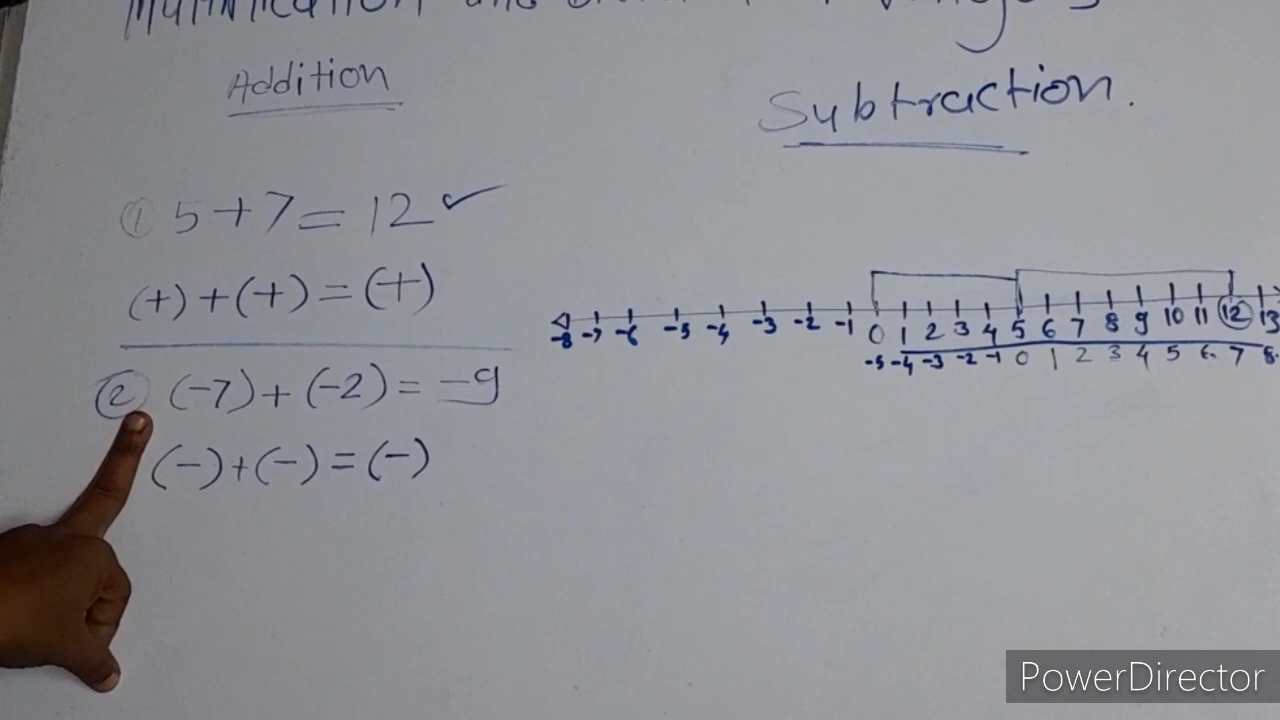 Addition
Subtraction.
① 5+7=12✓
(+)+(+)=(+)
② (-7)+(-2)=-9
(-)+(-)=(-)
-8 -7 -6 -5 -4 -3 -2 -1 0 1 2 3 4 5 6 7 8 9 10 11 12 13
-5 -4 -3 -2 -1 0 1 2 3 4 5 6. 7 8.
PowerDirector